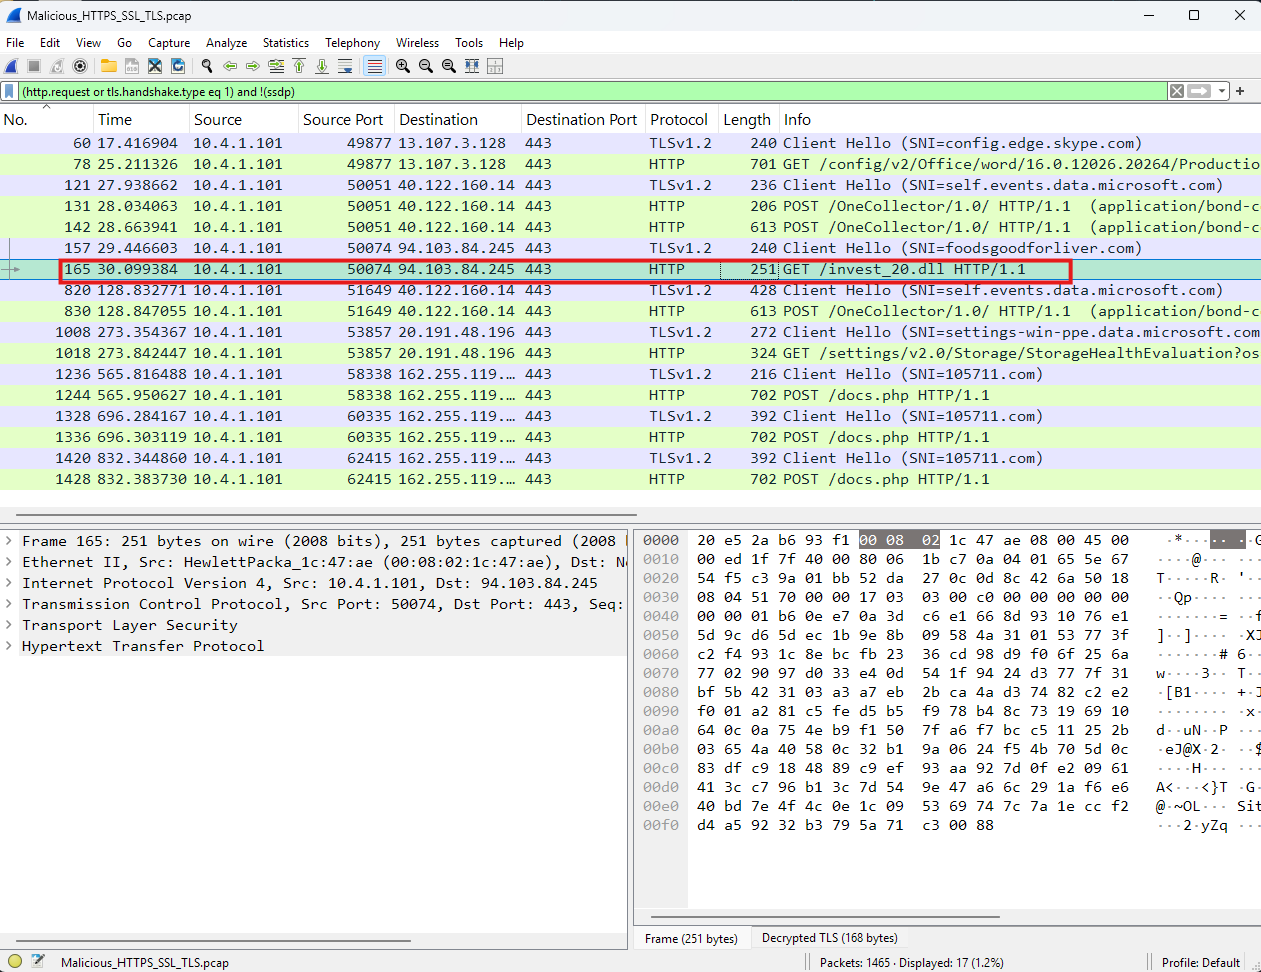 Malicious_HTTPS_SSL_TLS.pcap
File Edit View Go Capture Analyze Statistics Telephony Wireless Tools Help
(http.request or tls.handshake.type eq 1) and !(ssdp)
No. Time Source Source Port Destination Destination Port Protocol Length Info
60 17.416904 10.4.1.101 49877 13.107.3.128 443 TLSv1.2 240 Client Hello (SNI=config.edge.skype.com)
78 25.211326 10.4.1.101 49877 13.107.3.128 443 HTTP 701 GET /config/v2/Office/word/16.0.12026.20264/Productio
121 27.938662 10.4.1.101 50051 40.122.160.14 443 TLSv1.2 236 Client Hello (SNI=self.events.data.microsoft.com)
131 28.034063 10.4.1.101 50051 40.122.160.14 443 HTTP 206 POST /OneCollector/1.0/ HTTP/1.1 (application/bond-c
142 28.663941 10.4.1.101 50051 40.122.160.14 443 HTTP 613 POST /OneCollector/1.0/ HTTP/1.1 (application/bond-c
157 29.446603 10.4.1.101 50074 94.103.84.245 443 TLSv1.2 240 Client Hello (SNI=foodsgoodforliver.com)
165 30.099384 10.4.1.101 50074 94.103.84.245 443 HTTP 251 GET /invest_20.dll HTTP/1.1
820 128.832771 10.4.1.101 51649 40.122.160.14 443 TLSv1.2 428 Client Hello (SNI=self.events.data.microsoft.com)
830 128.847055 10.4.1.101 51649 40.122.160.14 443 HTTP 613 POST /OneCollector/1.0/ HTTP/1.1 (application/bond-c
1008 273.354367 10.4.1.101 53857 20.191.48.196 443 TLSv1.2 272 Client Hello (SNI=settings-win-ppe.data.microsoft.com
1018 273.842447 10.4.1.101 53857 20.191.48.196 443 HTTP 324 GET /settings/v2.0/Storage/StorageHealthEvaluation?os
1236 565.816488 10.4.1.101 58338 162.255.119.… 443 TLSv1.2 216 Client Hello (SNI=105711.com)
1244 565.950627 10.4.1.101 58338 162.255.119.… 443 HTTP 702 POST /docs.php HTTP/1.1
1328 696.284167 10.4.1.101 60335 162.255.119.… 443 TLSv1.2 392 Client Hello (SNI=105711.com)
1336 696.303119 10.4.1.101 60335 162.255.119.… 443 HTTP 702 POST /docs.php HTTP/1.1
1420 832.344860 10.4.1.101 62415 162.255.119.… 443 TLSv1.2 392 Client Hello (SNI=105711.com)
1428 832.383730 10.4.1.101 62415 162.255.119.… 443 HTTP 702 POST /docs.php HTTP/1.1
Frame 165: 251 bytes on wire (2008 bits), 251 bytes captured (2008
Ethernet II, Src: HewlettPacka_1c:47:ae (00:08:02:1c:47:ae), Dst: Ne
Internet Protocol Version 4, Src: 10.4.1.101, Dst: 94.103.84.245
Transmission Control Protocol, Src Port: 50074, Dst Port: 443, Seq:
Transport Layer Security
Hypertext Transfer Protocol
0000 20 e5 2a b6 93 f1 00 08 02 1c 47 ae 08 00 45 00 ·*··· ··· ·G
0010 00 ed 1f 7f 40 00 80 06 1b c7 0a 04 01 65 5e 67 ····@···
0020 54 f5 c3 9a 01 bb 52 da 27 0c 0d 8c 42 6a 50 18 T·····R· '·
0030 08 04 51 70 00 00 17 03 03 00 c0 00 00 00 00 00 ··Qp····
0040 00 00 01 b6 0e e7 0a 3d c6 e1 66 8d 93 10 76 e1 ·······= ··f
0050 5d 9c d6 5d ec 1b 9e 8b 09 58 4a 31 01 53 77 3f ]··]···· ·XJ
0060 c2 f4 93 1c 8e bc fb 23 36 cd 98 d9 f0 6f 25 6a ·······# 6··
0070 77 02 90 97 d0 33 e4 0d 54 1f 94 24 d3 77 7f 31 w····3·· T··
0080 bf 5b 42 31 03 a3 a7 eb 2b ca 4a d3 74 82 c2 e2 ·[B1···· +·J
0090 f0 01 a2 81 c5 fe d5 b5 f9 78 b4 8c 73 19 69 10 ········ ·x·
00a0 64 0c 0a 75 4e b9 f1 50 7f a6 f7 bc c5 11 25 2b d··uN··P ···
00b0 03 65 4a 40 58 0c 32 b1 9a 06 24 f5 4b 70 5d 0c ·eJ@X·2· ··$
00c0 83 df c9 18 48 89 c9 ef 93 aa 92 7d 0f e2 09 61 ····H··· ···
00d0 41 3c c7 96 b1 3c 7d 54 9e 47 a6 6c 29 1a f6 e6 A<···<}T ·G·
00e0 40 bd 7e 4f 4c 0e 1c 09 53 69 74 7c 7a 1e cc f2 @·~OL··· Sit
00f0 d4 a5 92 32 b3 79 5a 71 c3 00 88 ···2·yZq ···
Frame (251 bytes) Decrypted TLS (168 bytes)
Malicious_HTTPS_SSL_TLS.pcap Packets: 1465 · Displayed: 17 (1.2%) Profile: Default